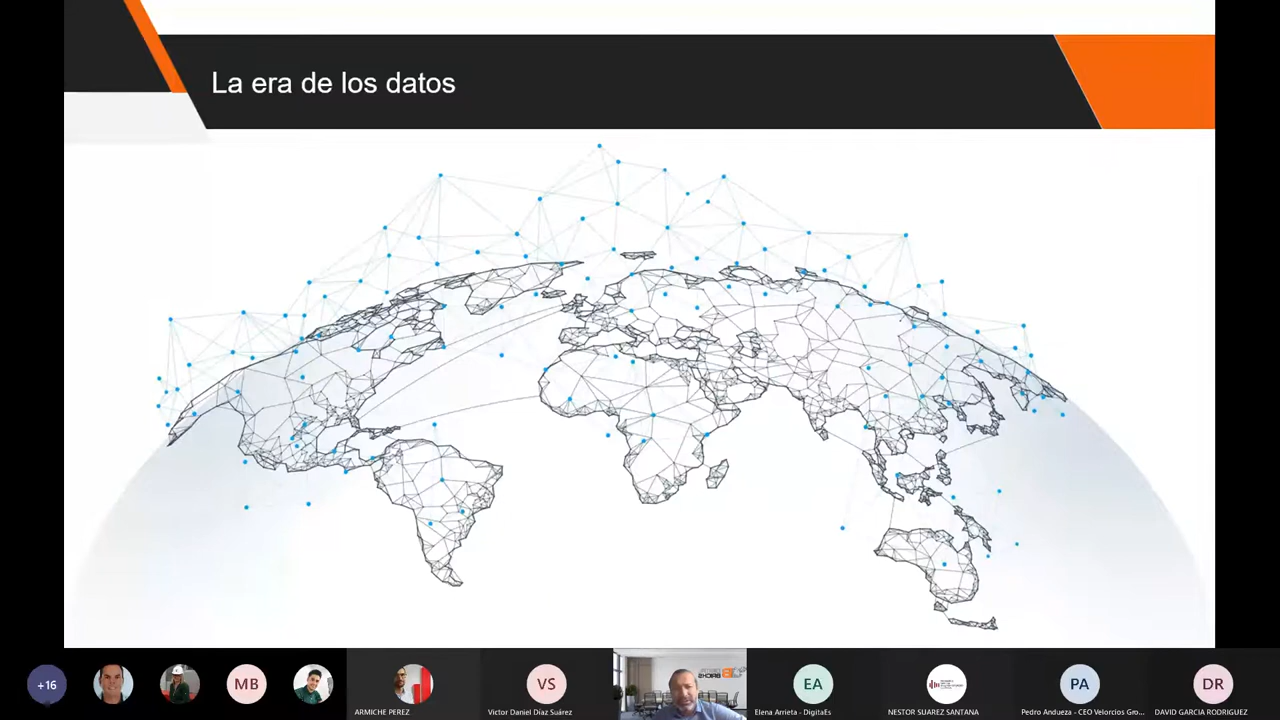 La era de los datos
+16
MB
VS
EA
PA
DR
ARMICHE PEREZ
Victor Daniel Díaz Suárez
Elena Arrieta - DigitaEs
NESTOR SUAREZ SANTANA
Pedro Andueza - CEO Velorcios Gro...
DAVID GARCIA RODRIGUEZ